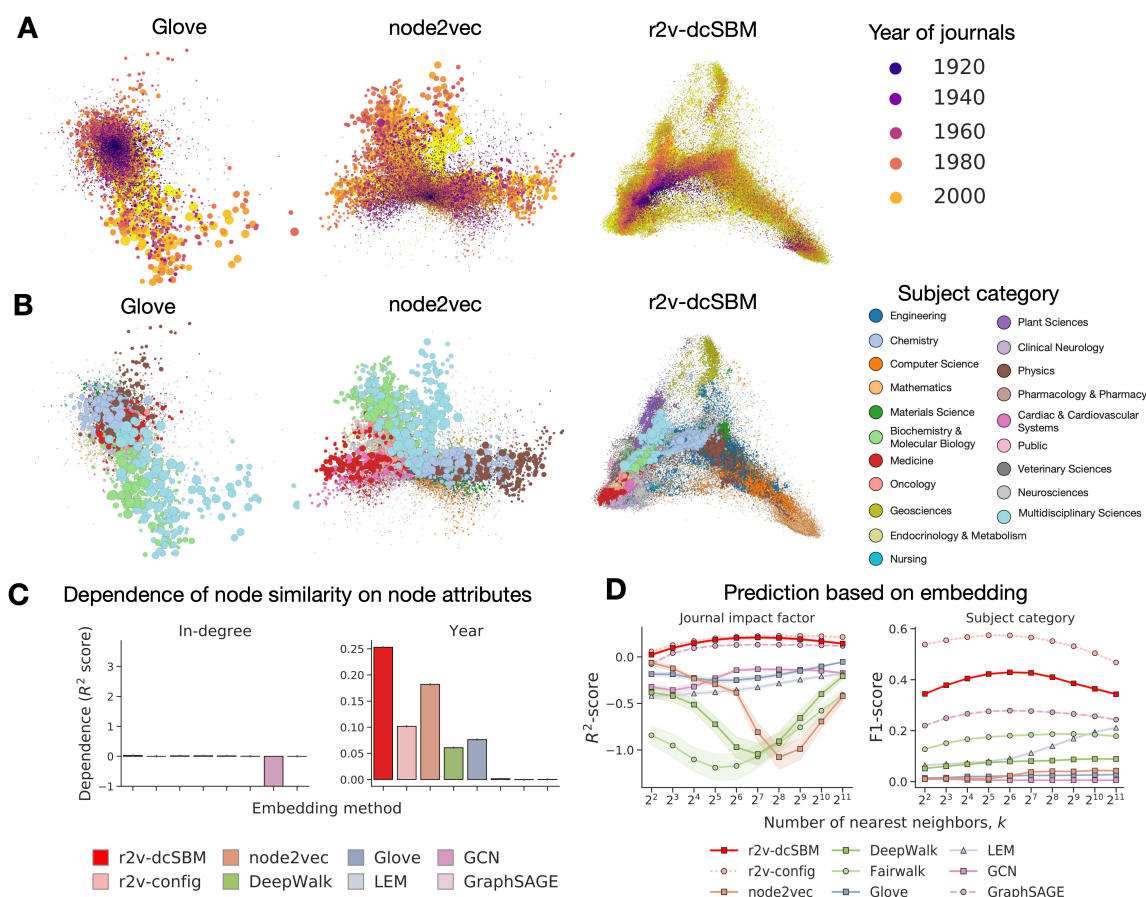 A
Glove
node2vec
r2v-dcSBM
Year of journals
1920
1940
1960
1980
2000
B
Glove
node2vec
r2v-dcSBM
Subject category
Engineering
Chemistry
Computer Science
Mathematics
Materials Science
Biochemistry &
Molecular Biology
Medicine
Oncology
Geosciences
Endocrinology & Metabolism
Nursing
Plant Sciences
Clinical Neurology
Physics
Pharmacology & Pharmacy
Cardiac & Cardiovascular
Systems
Public
Veterinary Sciences
Neurosciences
Multidisciplinary Sciences
C
Dependence of node similarity on node attributes
In-degree
Year
Dependence (R² score)
3
2
1
0
−1
0.25
0.20
0.15
0.10
0.05
0.00
Embedding method
r2v-dcSBM
node2vec
Glove
GCN
r2v-config
DeepWalk
LEM
GraphSAGE
D
Prediction based on embedding
Journal impact factor
Subject category
R²-score
0.0
−0.5
−1.0
2² 2³ 2⁴ 2⁵ 2⁶ 2⁷ 2⁸ 2⁹ 2¹⁰ 2¹¹
F1-score
0.6
0.4
0.2
0.0
2² 2³ 2⁴ 2⁵ 2⁶ 2⁷ 2⁸ 2⁹ 2¹⁰ 2¹¹
Number of nearest neighbors, k
r2v-dcSBM
DeepWalk
LEM
r2v-config
Fairwalk
GCN
node2vec
Glove
GraphSAGE